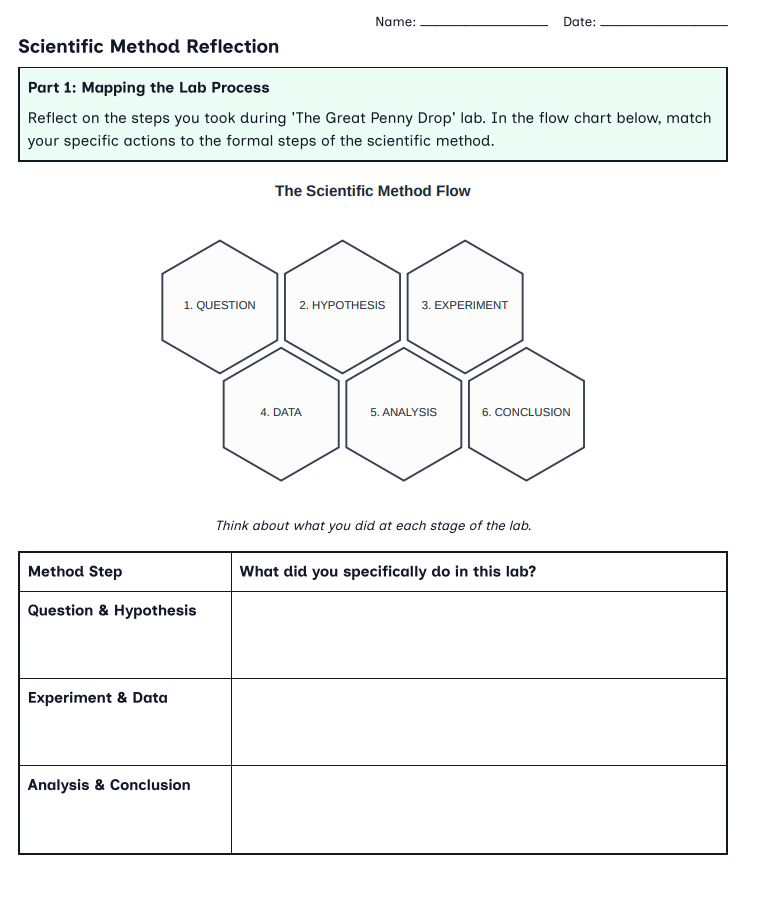 Name: ____________________ Date: ____________________
Scientific Method Reflection
Part 1: Mapping the Lab Process
Reflect on the steps you took during 'The Great Penny Drop' lab. In the flow chart below, match
your specific actions to the formal steps of the scientific method.
The Scientific Method Flow
1. QUESTION
2. HYPOTHESIS
3. EXPERIMENT
4. DATA
5. ANALYSIS
6. CONCLUSION
Think about what you did at each stage of the lab.
Method Step
What did you specifically do in this lab?
Question & Hypothesis
Experiment & Data
Analysis & Conclusion